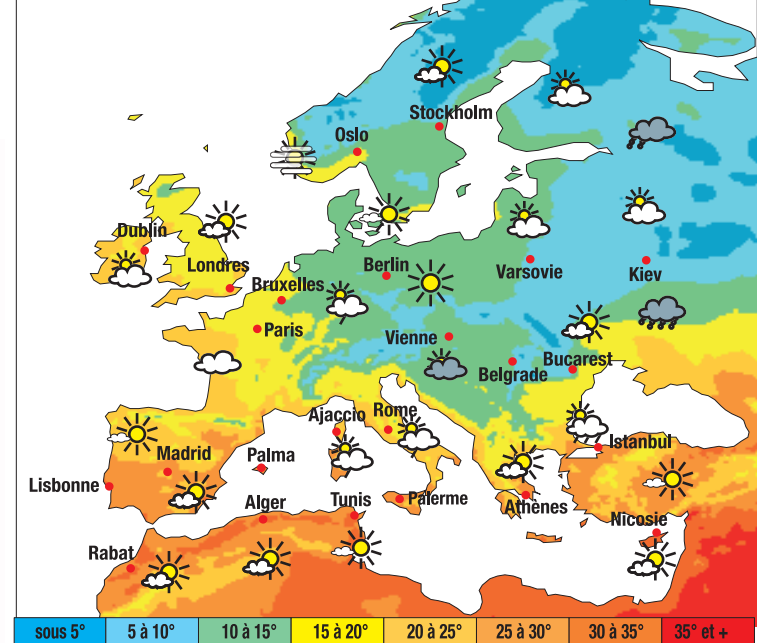 Stockholm
Oslo
Dublin
Londres
Berlin
Varsovie
Kiev
Bruxelles
Paris
Vienne
Bucarest
Belgrade
Ajaccio
Rome
Istanbul
Madrid
Palma
Lisbonne
Alger
Tunis
Palerme
Athènes
Nicosie
Rabat
sous 5° 5 à 10° 10 à 15° 15 à 20° 20 à 25° 25 à 30° 30 à 35° 35° et +